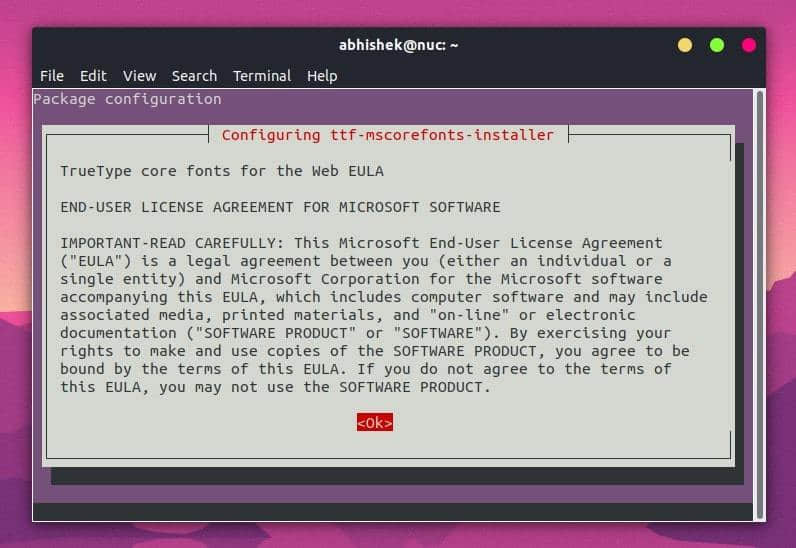 abhishek@nuc: ~
File Edit View Search Terminal Help
Package configuration
Configuring ttf-mscorefonts-installer
TrueType core fonts for the Web EULA
END-USER LICENSE AGREEMENT FOR MICROSOFT SOFTWARE
IMPORTANT-READ CAREFULLY: This Microsoft End-User License Agreement
("EULA") is a legal agreement between you (either an individual or a
single entity) and Microsoft Corporation for the Microsoft software
accompanying this EULA, which includes computer software and may include
associated media, printed materials, and "on-line" or electronic
documentation ("SOFTWARE PRODUCT" or "SOFTWARE"). By exercising your
rights to make and use copies of the SOFTWARE PRODUCT, you agree to be
bound by the terms of this EULA. If you do not agree to the terms of
this EULA, you may not use the SOFTWARE PRODUCT.
<Ok>